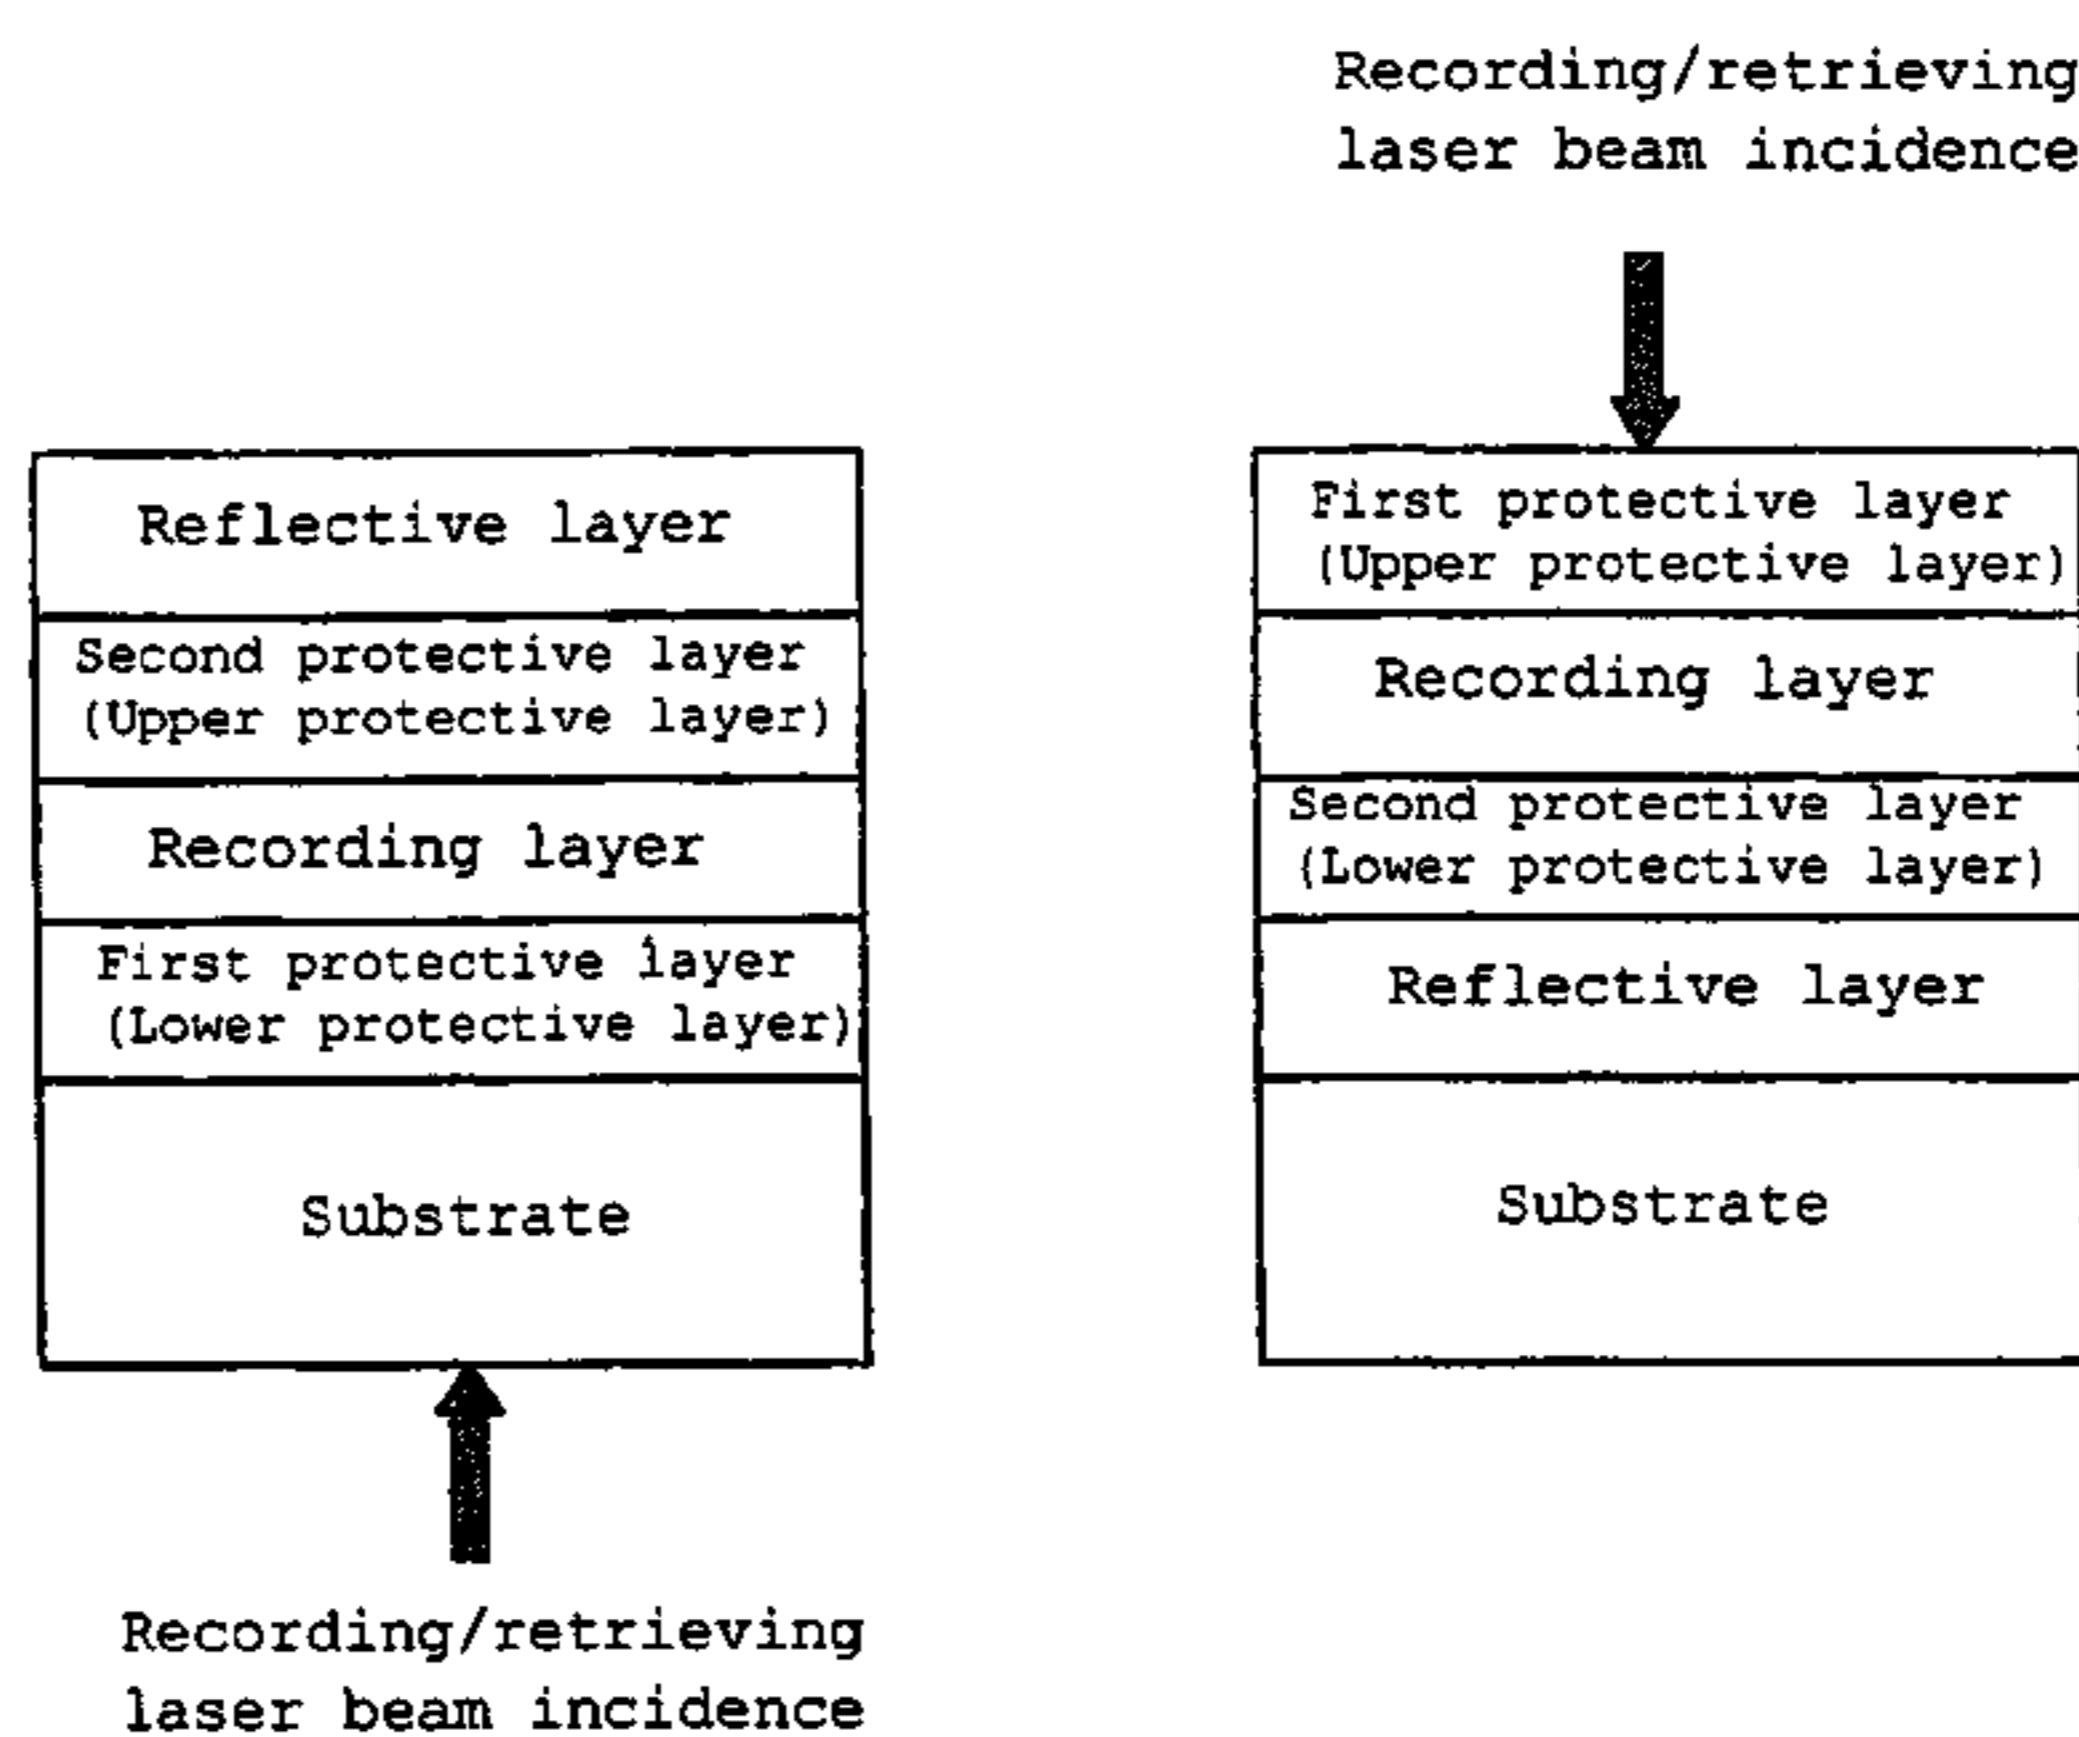 Reflective layer
Second protective layer
(Upper protective layer)
Recording layer
First protective layer
(Lower protective layer)
Substrate
Recording/retrieving
laser beam incidence
Recording/retrieving
laser beam incidence
First protective layer
(Upper protective layer)
Recording layer
Second protective layer
(Lower protective layer)
Reflective layer
Substrate